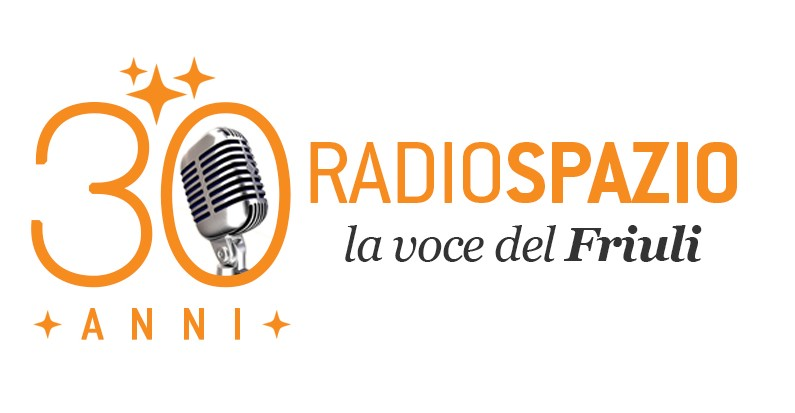 30
ANNI
RADIOSPAZIO
la voce del Friuli